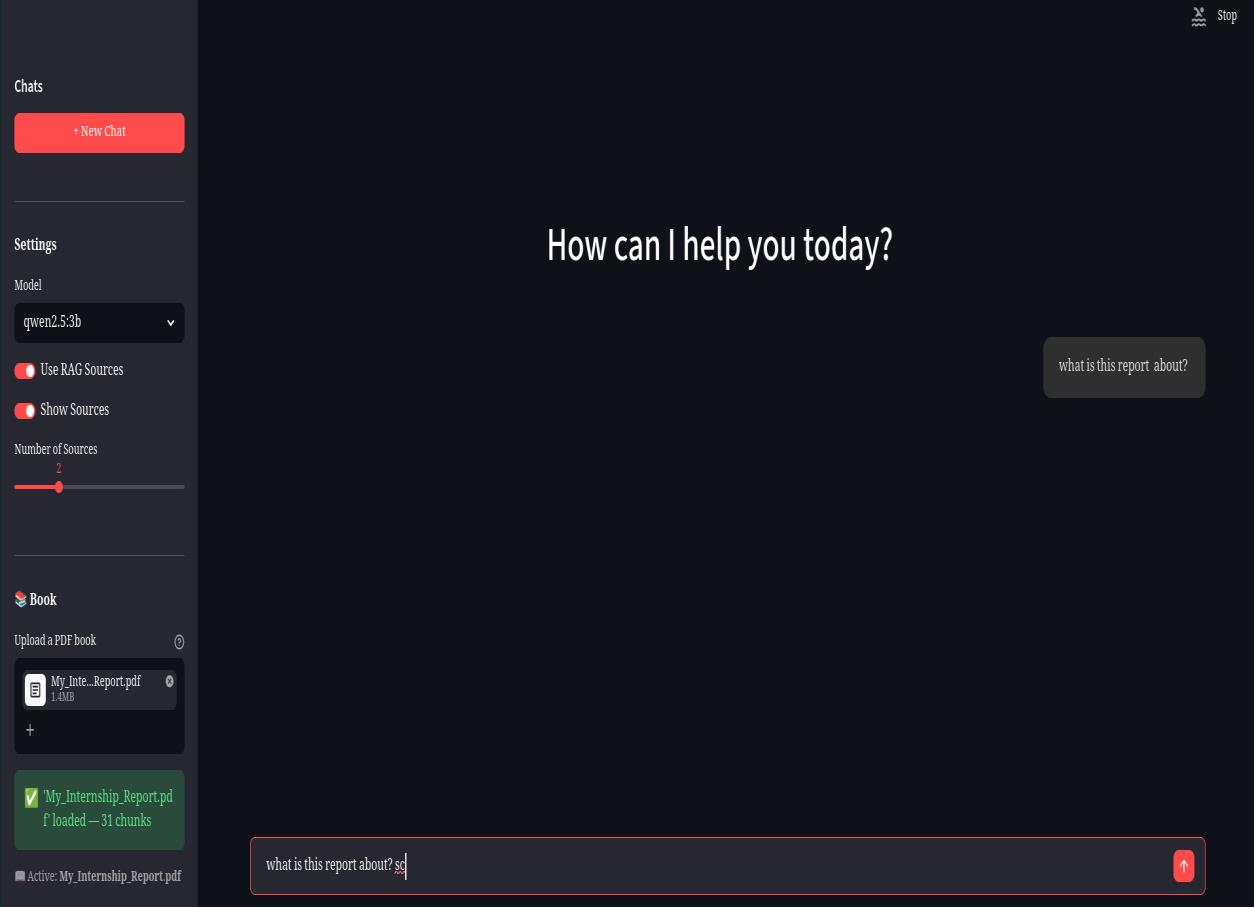 Stop
Chats
+ New Chat
Settings
Model
qwen2.5:3b
Use RAG Sources
Show Sources
Number of Sources
2
Book
Upload a PDF book
My_Inte...Report.pdf
1.4MB
+
'My_Internship_Report.pd
f' loaded — 31 chunks
Active: My_Internship_Report.pdf
How can I help you today?
what is this report  about?
what is this report about? sc